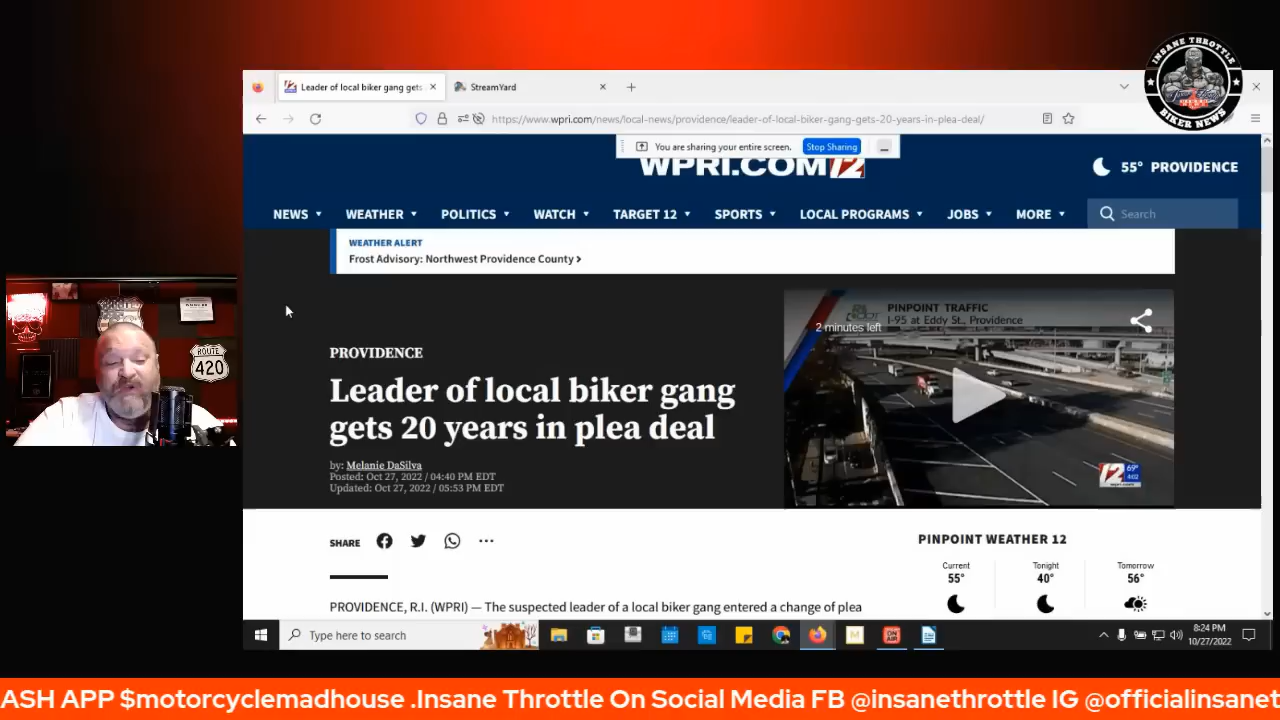 INSANE THROTTLE
BIKER NEWS
Leader of local biker gang gets
StreamYard
https://www.wpri.com/news/local-news/providence/leader-of-local-biker-gang-gets-20-years-in-plea-deal/
You are sharing your entire screen.
Stop Sharing
WPRI.COM 12
55° PROVIDENCE
NEWS WEATHER POLITICS WATCH TARGET 12 SPORTS LOCAL PROGRAMS JOBS MORE Search
WEATHER ALERT
Frost Advisory: Northwest Providence County
PINPOINT TRAFFIC
I-95 at Eddy St., Providence
2 minutes left
PROVIDENCE
Leader of local biker gang
gets 20 years in plea deal
by: Melanie DaSilva
Posted: Oct 27, 2022 / 04:40 PM EDT
Updated: Oct 27, 2022 / 05:53 PM EDT
12 69°
4:02
wpri.com
ROUTE
420
SHARE
PINPOINT WEATHER 12
Current Tonight Tomorrow
55° 40° 56°
PROVIDENCE, R.I. (WPRI) — The suspected leader of a local biker gang entered a change of plea
Type here to search
8:24 PM
10/27/2022
ASH APP $motorcyclemadhouse .Insane Throttle On Social Media FB @insanethrottle IG @officialinsanet